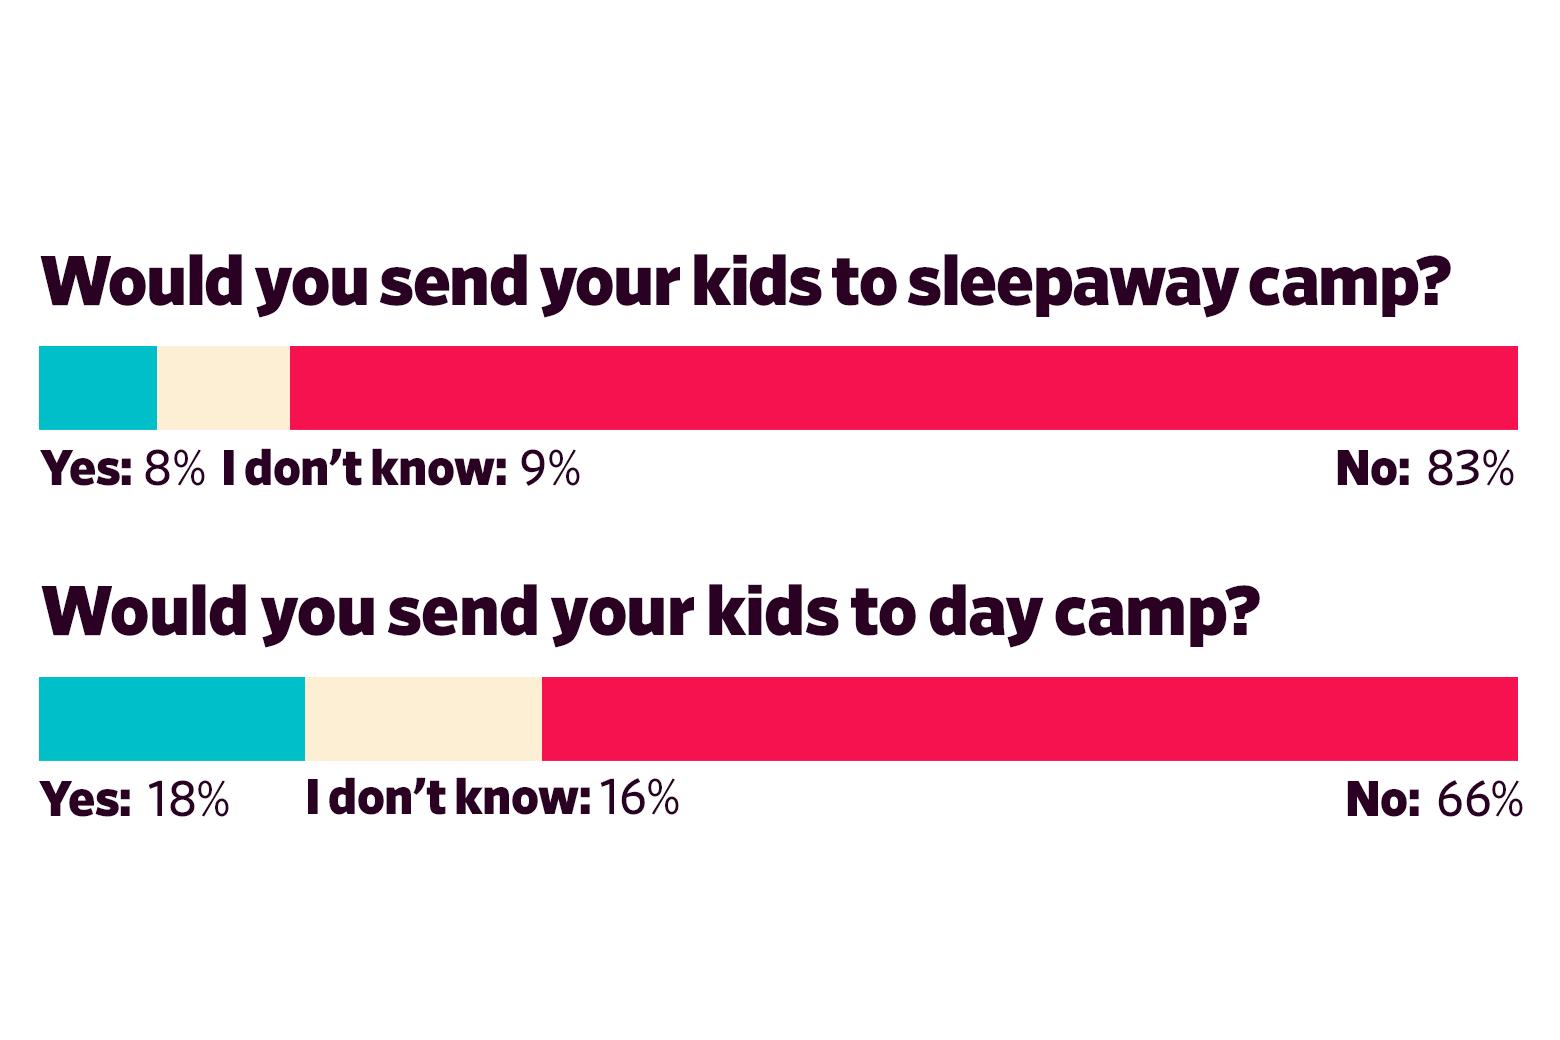 Would you send your kids to sleepaway camp?
Yes: 8% I don’t know: 9% No: 83%
Would you send your kids to day camp?
Yes: 18% I don’t know: 16% No: 66%